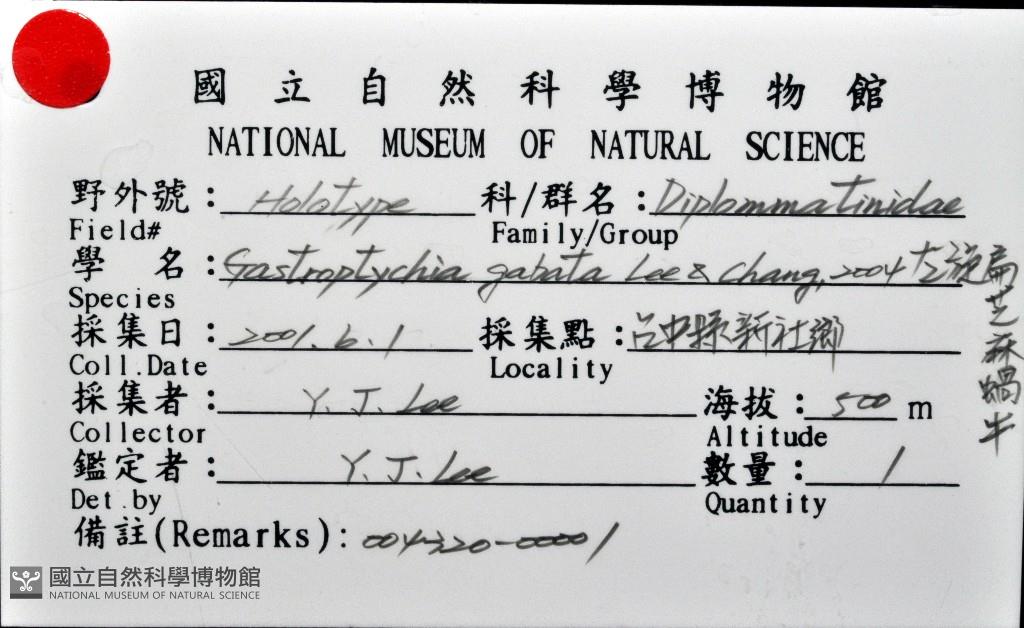 國立自然科學博物館
NATIONAL MUSEUM OF NATURAL SCIENCE
野外號: Holotype 科/群名: Diplommatinidae
Field# Family/Group
學名: Gastroptychia gabata Lee & Chang, 2004 左旋扁芝麻蝸牛
Species
採集日: 2001.6.1 採集點: 台中縣新社鄉
Coll.Date Locality
採集者: Y. J. Lee 海拔: 500 m
Collector Altitude
鑑定者: Y. J. Lee 數量: 1
Det.by Quantity
備註(Remarks): 004320-00001
國立自然科學博物館
NATIONAL MUSEUM OF NATURAL SCIENCE